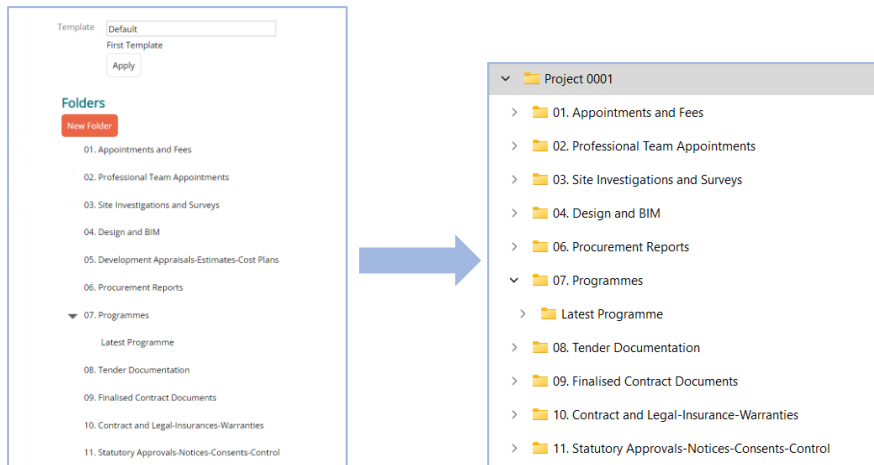 Template Default
First Template
Apply
Folders
New Folder
01. Appointments and Fees
02. Professional Team Appointments
03. Site Investigations and Surveys
04. Design and BIM
05. Development Appraisals-Estimates-Cost Plans
06. Procurement Reports
07. Programmes
Latest Programme
08. Tender Documentation
09. Finalised Contract Documents
10. Contract and Legal-Insurance-Warranties
11. Statutory Approvals-Notices-Consents-Control
Project 0001
01. Appointments and Fees
02. Professional Team Appointments
03. Site Investigations and Surveys
04. Design and BIM
06. Procurement Reports
07. Programmes
Latest Programme
08. Tender Documentation
09. Finalised Contract Documents
10. Contract and Legal-Insurance-Warranties
11. Statutory Approvals-Notices-Consents-Control